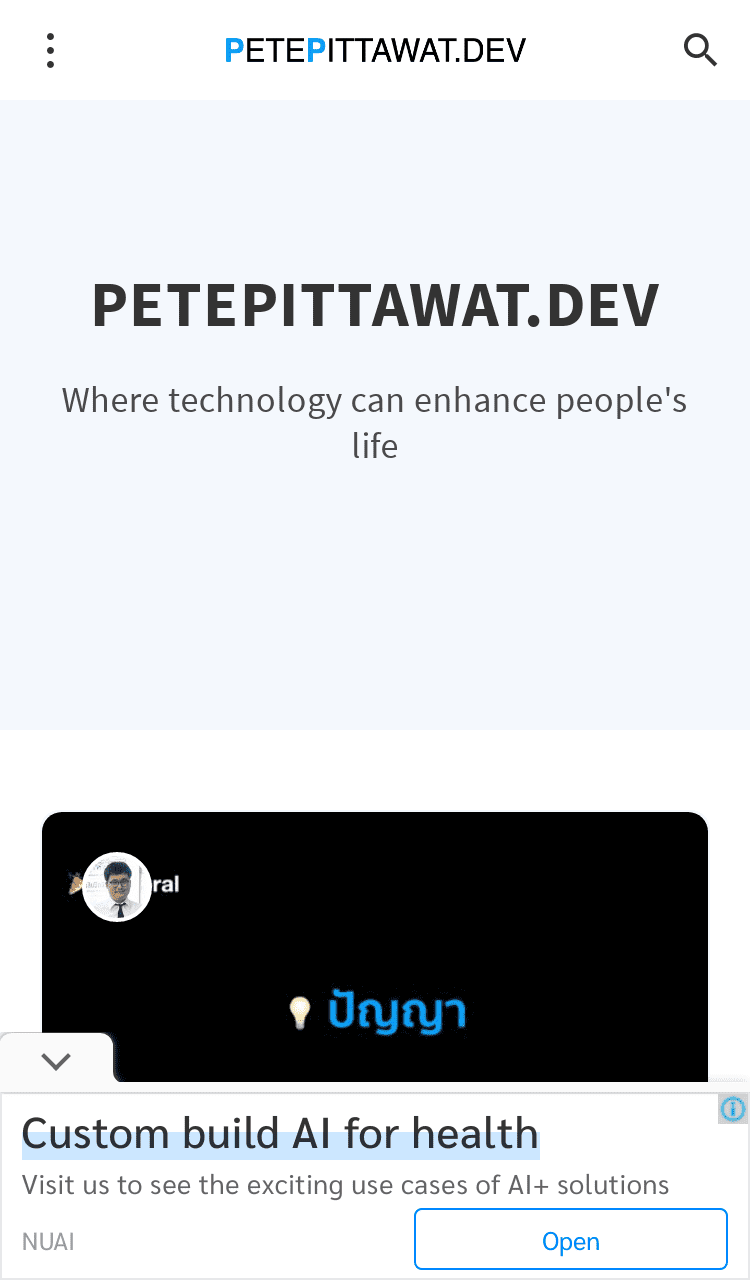 PETEPITTAWAT.DEV
PETEPITTAWAT.DEV
Where technology can enhance people's
life
ral
ปัญญา
Custom build AI for health
Visit us to see the exciting use cases of AI+ solutions
NUAI
Open